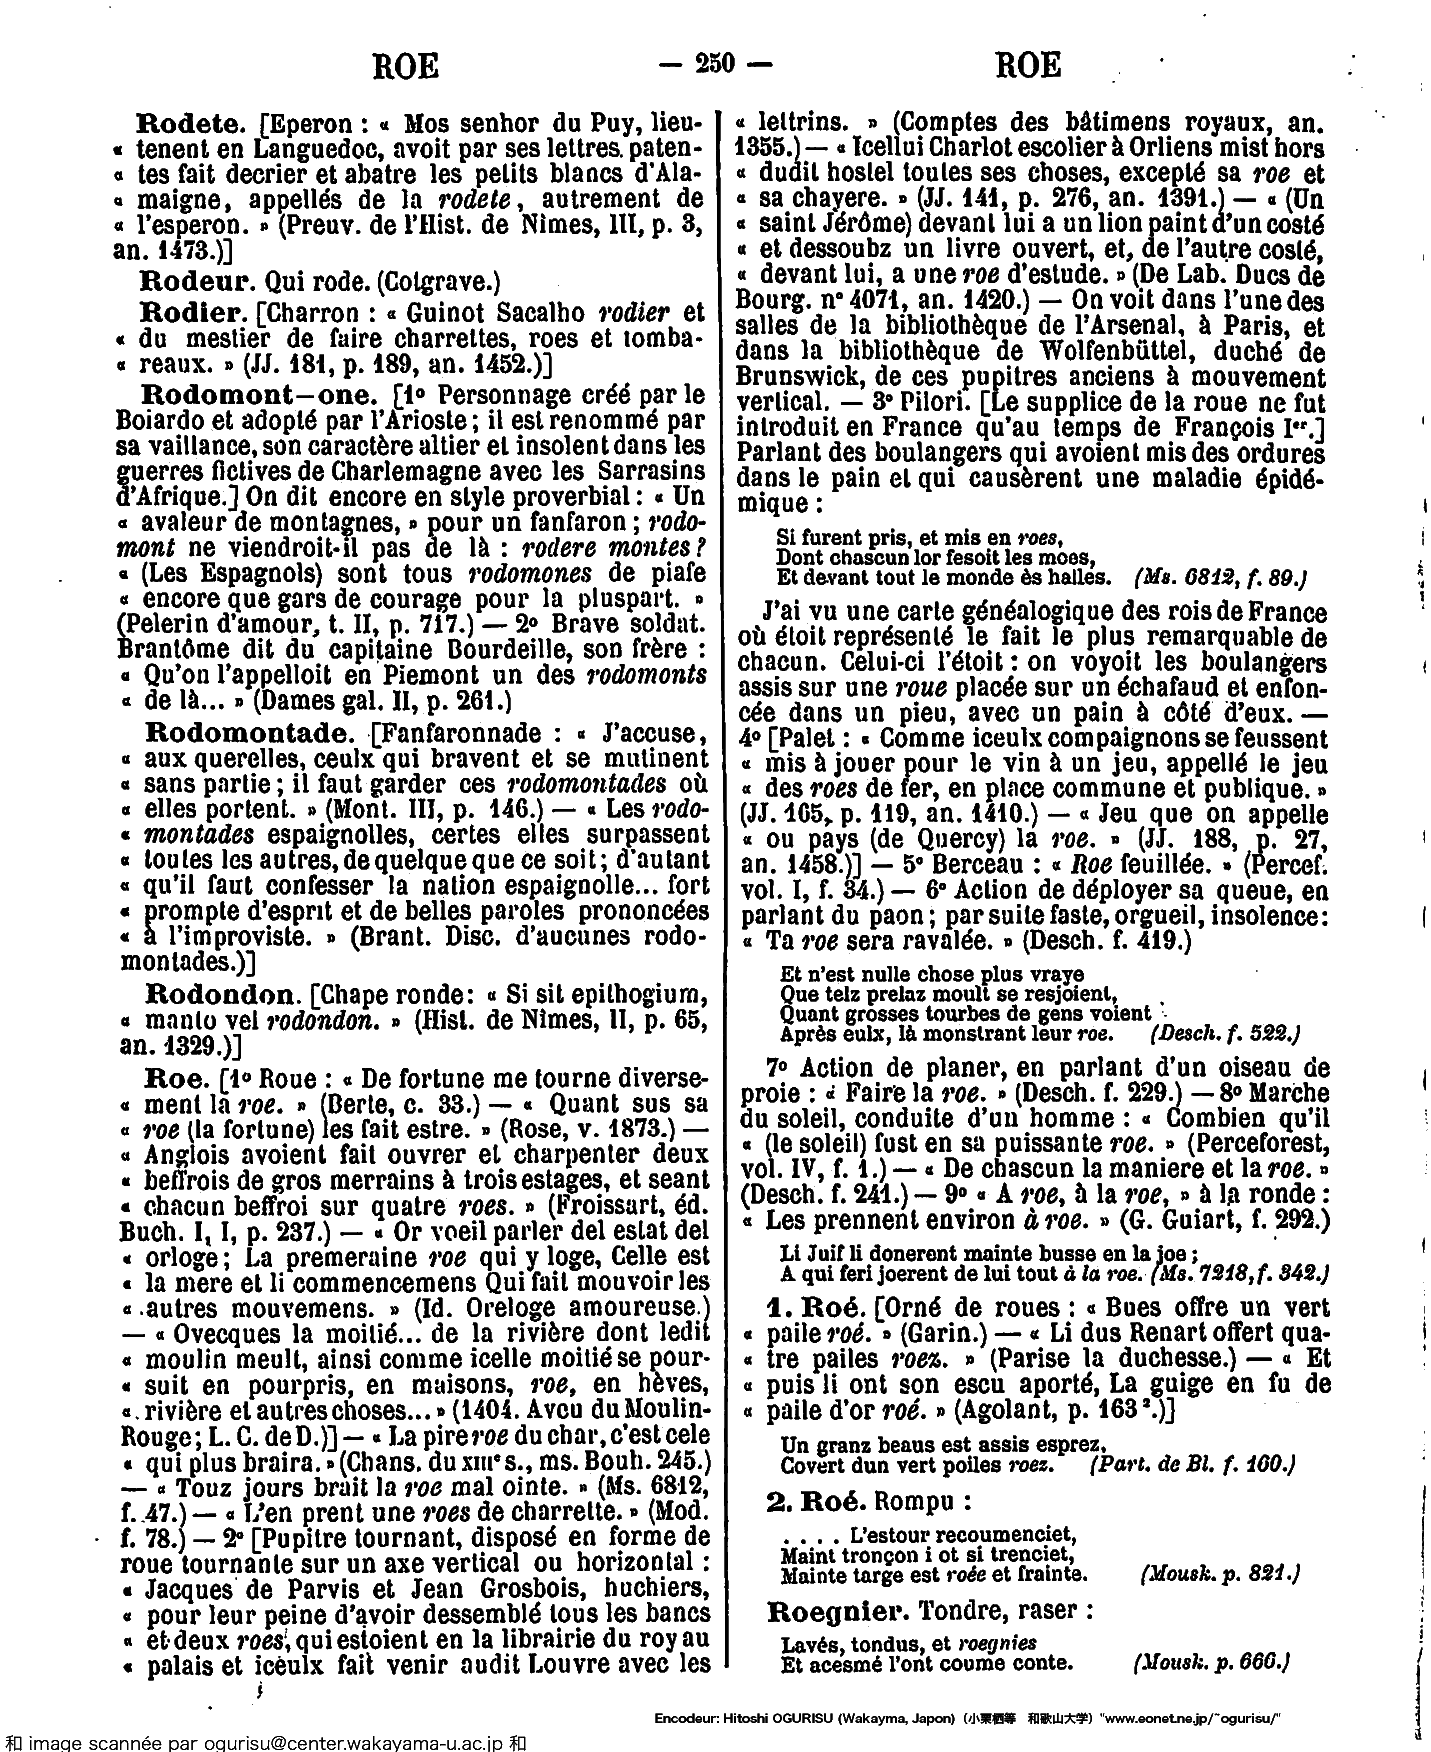 ROE — 250 — ROE
Rodete. [Eperon : « Mos senhor du Puy, lieu-
« tenent en Languedoc, avoit par ses lettres paten-
« tes fait decrier et abatre les petits blancs d'Ala-
« maigne, appellés de la rodete, autrement de
« l'esperon. » (Preuv. de l'Hist. de Nimes, III, p. 3,
an. 1473.)]
Rodeur. Qui rode. (Cotgrave.)
Rodier. [Charron : « Guinot Sacalho rodier et
« du mestier de faire charrettes, roes et tomba-
« reaux. » (JJ. 181, p. 189, an. 1452.)]
Rodomont-one. [1º Personnage créé par le
Boiardo et adopté par l'Arioste ; il est renommé par
sa vaillance, son caractère altier et insolent dans les
guerres fictives de Charlemagne avec les Sarrasins
d'Afrique.] On dit encore en style proverbial : « Un
« avaleur de montagnes, » pour un fanfaron ; rodo-
mont ne viendroit-il pas de là : rodere montes ?
« (Les Espagnols) sont tous rodomones de piafe
« encore que gars de courage pour la pluspart. »
(Pelerin d'amour, t. II, p. 717.) — 2º Brave soldat.
Brantôme dit du capitaine Bourdeille, son frère :
« Qu'on l'appelloit en Piemont un des rodomonts
« de là... » (Dames gal. II, p. 261.)
Rodomontade. [Fanfaronnade : « J'accuse,
« aux querelles, ceulx qui bravent et se mutinent
« sans partie ; il faut garder ces rodomontades où
« elles portent. » (Mont. III, p. 146.) — « Les rodo-
« montades espaignolles, certes elles surpassent
« toutes les autres, de quelque que ce soit ; d'autant
« qu'il faut confesser la nation espaignolle... fort
« prompte d'esprit et de belles paroles prononcées
« à l'improviste. » (Brant. Disc. d'aucunes rodo-
montades.)]
Rodondon. [Chape ronde : « Si sit epithogium,
« manto vel rodondon. » (Hist. de Nimes, II, p. 65,
an. 1329.)]
Roe. [1º Roue : « De fortune me tourne diverse-
« ment la roe. » (Berte, c. 33.) — « Quant sus sa
« roe (la fortune) les fait estre. » (Rose, v. 1873.) —
« Anglois avoient fait ouvrer et charpenter deux
« beffrois de gros merrains à trois estages, et seant
« chacun beffroi sur quatre roes. » (Froissart, éd.
Buch. I, I, p. 237.) — « Or voeil parler del estat del
« orloge ; La premeraine roe qui y loge, Celle est
« la mere et li commencemens Qui fait mouvoir les
« autres mouvemens. » (Id. Oreloge amoureuse.)
— « Ovecques la moitié... de la rivière dont ledit
« moulin meult, ainsi comme icelle moitié se pour-
« suit en pourpris, en maisons, roe, en hèves,
« rivière et autres choses... » (1404. Aveu du Moulin-
Rouge ; L. C. de D.)] — « La pire roe du char, c'est cele
« qui plus braira. » (Chans. du XIIIe s., ms. Bouh. 245.)
— « Touz jours brait la roe mal ointe. » (Ms. 6812,
f. 47.) — « L'en prent une roes de charrette. » (Mod.
f. 78.) — 2º [Pupitre tournant, disposé en forme de
roue tournante sur un axe vertical ou horizontal :
« Jacques de Parvis et Jean Grosbois, huchiers,
« pour leur peine d'avoir dessemblé tous les bancs
« et deux roes, qui estoient en la librairie du roy au
« palais et iceulx fait venir audit Louvre avec les
« lettrins. » (Comptes des bâtimens royaux, an.
1355.) — « Icellui Charlot escolier à Orliens mist hors
« dudit hostel toutes ses choses, excepté sa roe et
« sa chayere. » (JJ. 141, p. 276, an. 1391.) — « (Un
« saint Jérôme) devant lui a un lion paint d'un costé
« et dessoubz un livre ouvert, et, de l'autre costé,
« devant lui, a une roe d'estude. » (De Lab. Ducs de
Bourg. nº 4071, an. 1420.) — On voit dans l'une des
salles de la bibliothèque de l'Arsenal, à Paris, et
dans la bibliothèque de Wolfenbüttel, duché de
Brunswick, de ces pupitres anciens à mouvement
vertical. — 3º Pilori. [Le supplice de la roue ne fut
introduit en France qu'au temps de François Ier.]
Parlant des boulangers qui avoient mis des ordures
dans le pain et qui causèrent une maladie épidé-
mique :
Si furent pris, et mis en roes,
Dont chascun lor fesoit les moes,
Et devant tout le monde ès halles. (Ms. 6812, f. 89.)
J'ai vu une carte généalogique des rois de France
où étoit représenté le fait le plus remarquable de
chacun. Celui-ci l'étoit : on voyoit les boulangers
assis sur une roue placée sur un échafaud et enfon-
cée dans un pieu, avec un pain à côté d'eux. —
4º [Palet : « Comme iceulx compaignons se feussent
« mis à jouer pour le vin à un jeu, appellé le jeu
« des roes de fer, en place commune et publique. »
(JJ. 165, p. 119, an. 1410.) — « Jeu que on appelle
« ou pays (de Quercy) la roe. » (JJ. 188, p. 27,
an. 1458.)] — 5º Berceau : « Roe feuillée. » (Percef.
vol. I, f. 34.) — 6º Action de déployer sa queue, en
parlant du paon ; par suite faste, orgueil, insolence :
« Ta roe sera ravalée. » (Desch. f. 419.)
Et n'est nulle chose plus vraye
Que telz prelaz moult se resjoient,
Quant grosses tourbes de gens voient
Après eulx, là monstrant leur roe. (Desch. f. 522.)
7º Action de planer, en parlant d'un oiseau de
proie : « Faire la roe. » (Desch. f. 229.) — 8º Marche
du soleil, conduite d'un homme : « Combien qu'il
« (le soleil) fust en sa puissante roe. » (Perceforest,
vol. IV, f. 1.) — « De chascun la maniere et la roe. »
(Desch. f. 241.) — 9º « A roe, à la roe, » à la ronde :
« Les prennent environ à roe. » (G. Guiart, f. 292.)
Li Juif li donerent mainte busse en la joe ;
A qui feri joerent de lui tout à la roe. (Ms. 7218, f. 342.)
1. Roé. [Orné de roues : « Bues offre un vert
« paile roé. » (Garin.) — « Li dus Renart offert qua-
« tre pailes roez. » (Parise la duchesse.) — « Et
« puis li ont son escu aporté, La guige en fu de
« paile d'or roé. » (Agolant, p. 163².)]
Un granz beaus est assis esprez,
Covert dun vert poiles roez. (Part. de Bl. f. 160.)
2. Roé. Rompu :
. . . . L'estour recoumenciet,
Maint tronçon i ot si trenciet,
Mainte targe est roée et frainte. (Mousk. p. 821.)
Roegnier. Tondre, raser :
Lavés, tondus, et roegnies
Et acesmé l'ont coume conte. (Mousk. p. 666.)
Encodeur: Hitoshi OGURISU (Wakayma, Japon) (小栗栖等 和歌山大学) "www.eonet.ne.jp/~ogurisu/"
和 image scannée par ogurisu@center.wakayama-u.ac.jp 和